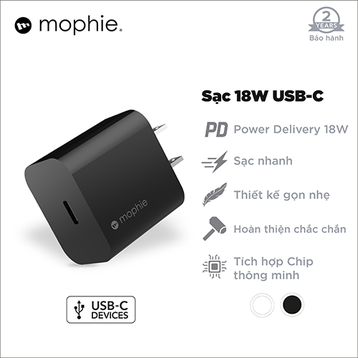 mophie.
2
YEARS
Bảo hành
Sạc 18W USB-C
PD Power Delivery 18W
Sạc nhanh
Thiết kế gọn nhẹ
Hoàn thiện chắc chắn
Tích hợp Chip
thông minh
mophie
USB-C
DEVICES